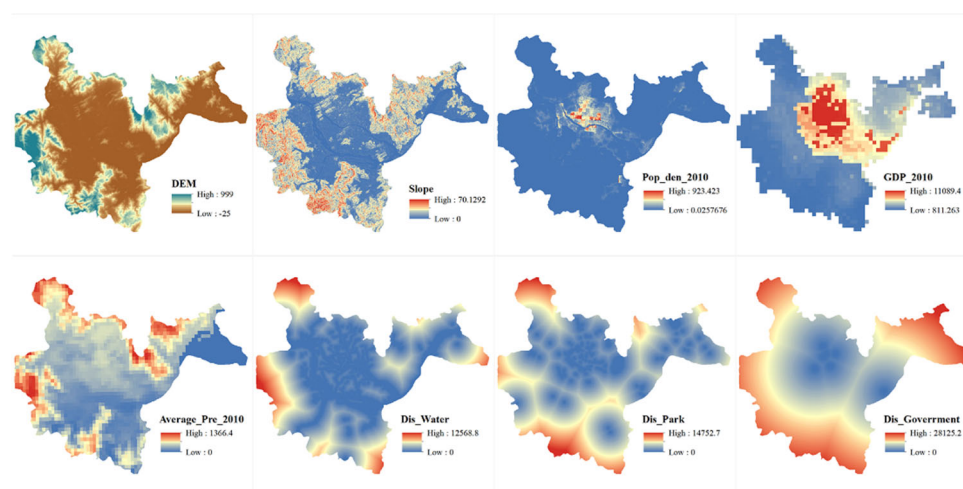 DEM
High : 999
Low : -25
Slope
High : 70.1292
Low : 0
Pop_den_2010
High : 923.423
Low : 0.0257676
GDP_2010
High : 11089.4
Low : 811.263
Average_Pre_2010
High : 1366.4
Low : 0
Dis_Water
High : 12568.8
Low : 0
Dis_Park
High : 14752.7
Low : 0
Dis_Goverrment
High : 28125.2
Low : 0